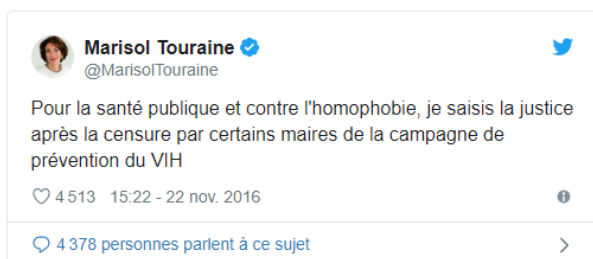 Marisol Touraine
@MarisolTouraine
Pour la santé publique et contre l'homophobie, je saisis la justice
après la censure par certains maires de la campagne de
prévention du VIH
4 513 15:22 - 22 nov. 2016
4 378 personnes parlent à ce sujet